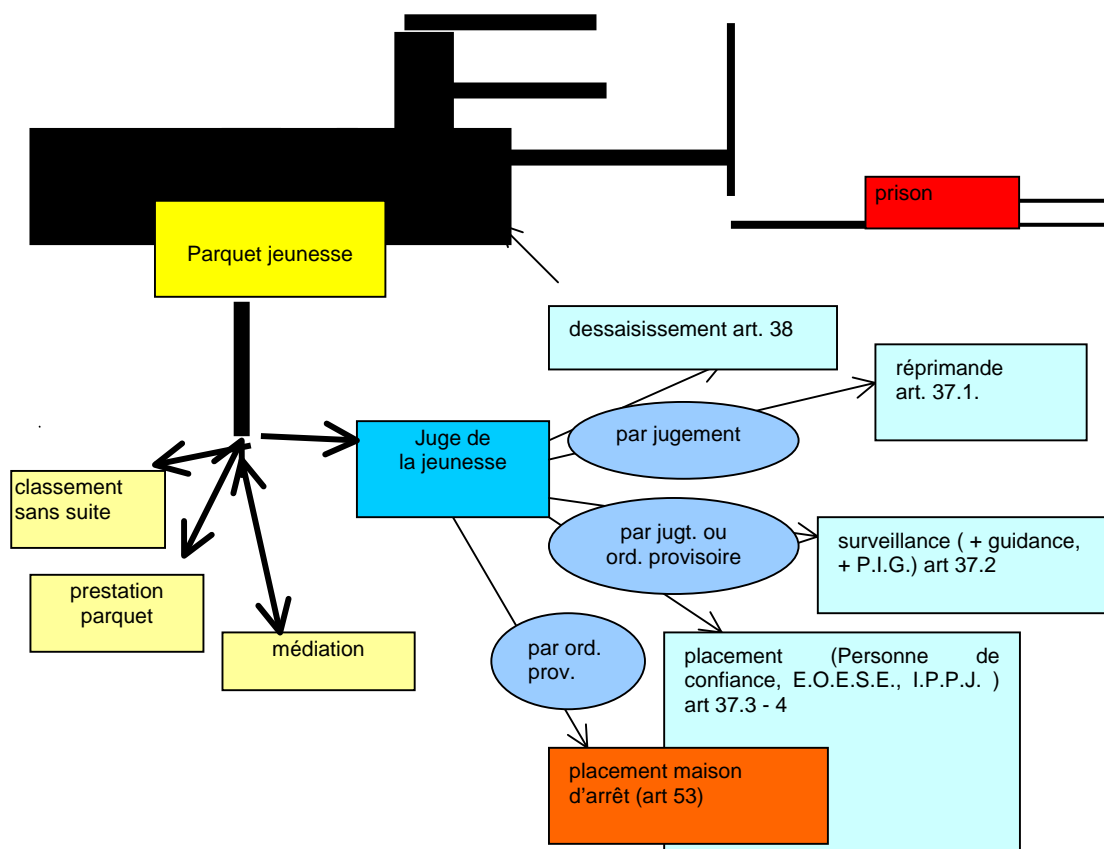 prison
Parquet jeunesse
dessaisissement art. 38
réprimande
art. 37.1.
par jugement
Juge de
la jeunesse
classement
sans suite
par jugt. ou
ord. provisoire
surveillance ( + guidance,
+ P.I.G.) art 37.2
prestation
parquet
médiation
par ord.
prov.
placement (Personne de
confiance, E.O.E.S.E., I.P.P.J. )
art 37.3 - 4
placement maison
d'arrêt (art 53)